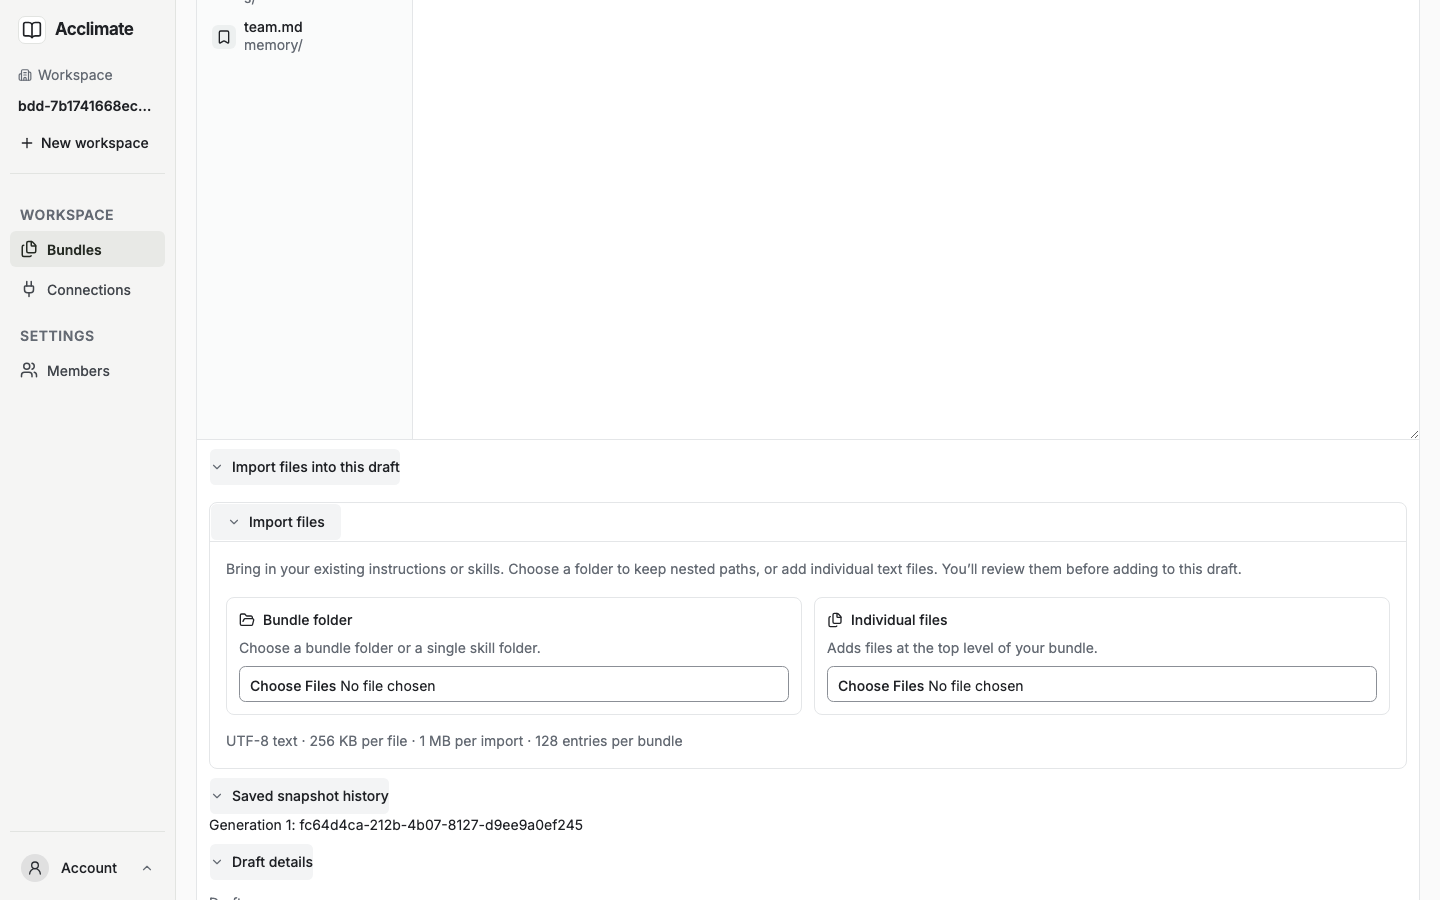 Acclimate
Workspace
bdd-7b1741668ec...
New workspace
WORKSPACE
Bundles
Connections
SETTINGS
Members
Account
s/
team.md
memory/
Import files into this draft
Import files
Bring in your existing instructions or skills. Choose a folder to keep nested paths, or add individual text files. You’ll review them before adding to this draft.
Bundle folder
Choose a bundle folder or a single skill folder.
Choose Files No file chosen
Individual files
Adds files at the top level of your bundle.
Choose Files No file chosen
UTF-8 text · 256 KB per file · 1 MB per import · 128 entries per bundle
Saved snapshot history
Generation 1: fc64d4ca-212b-4b07-8127-d9ee9a0ef245
Draft details